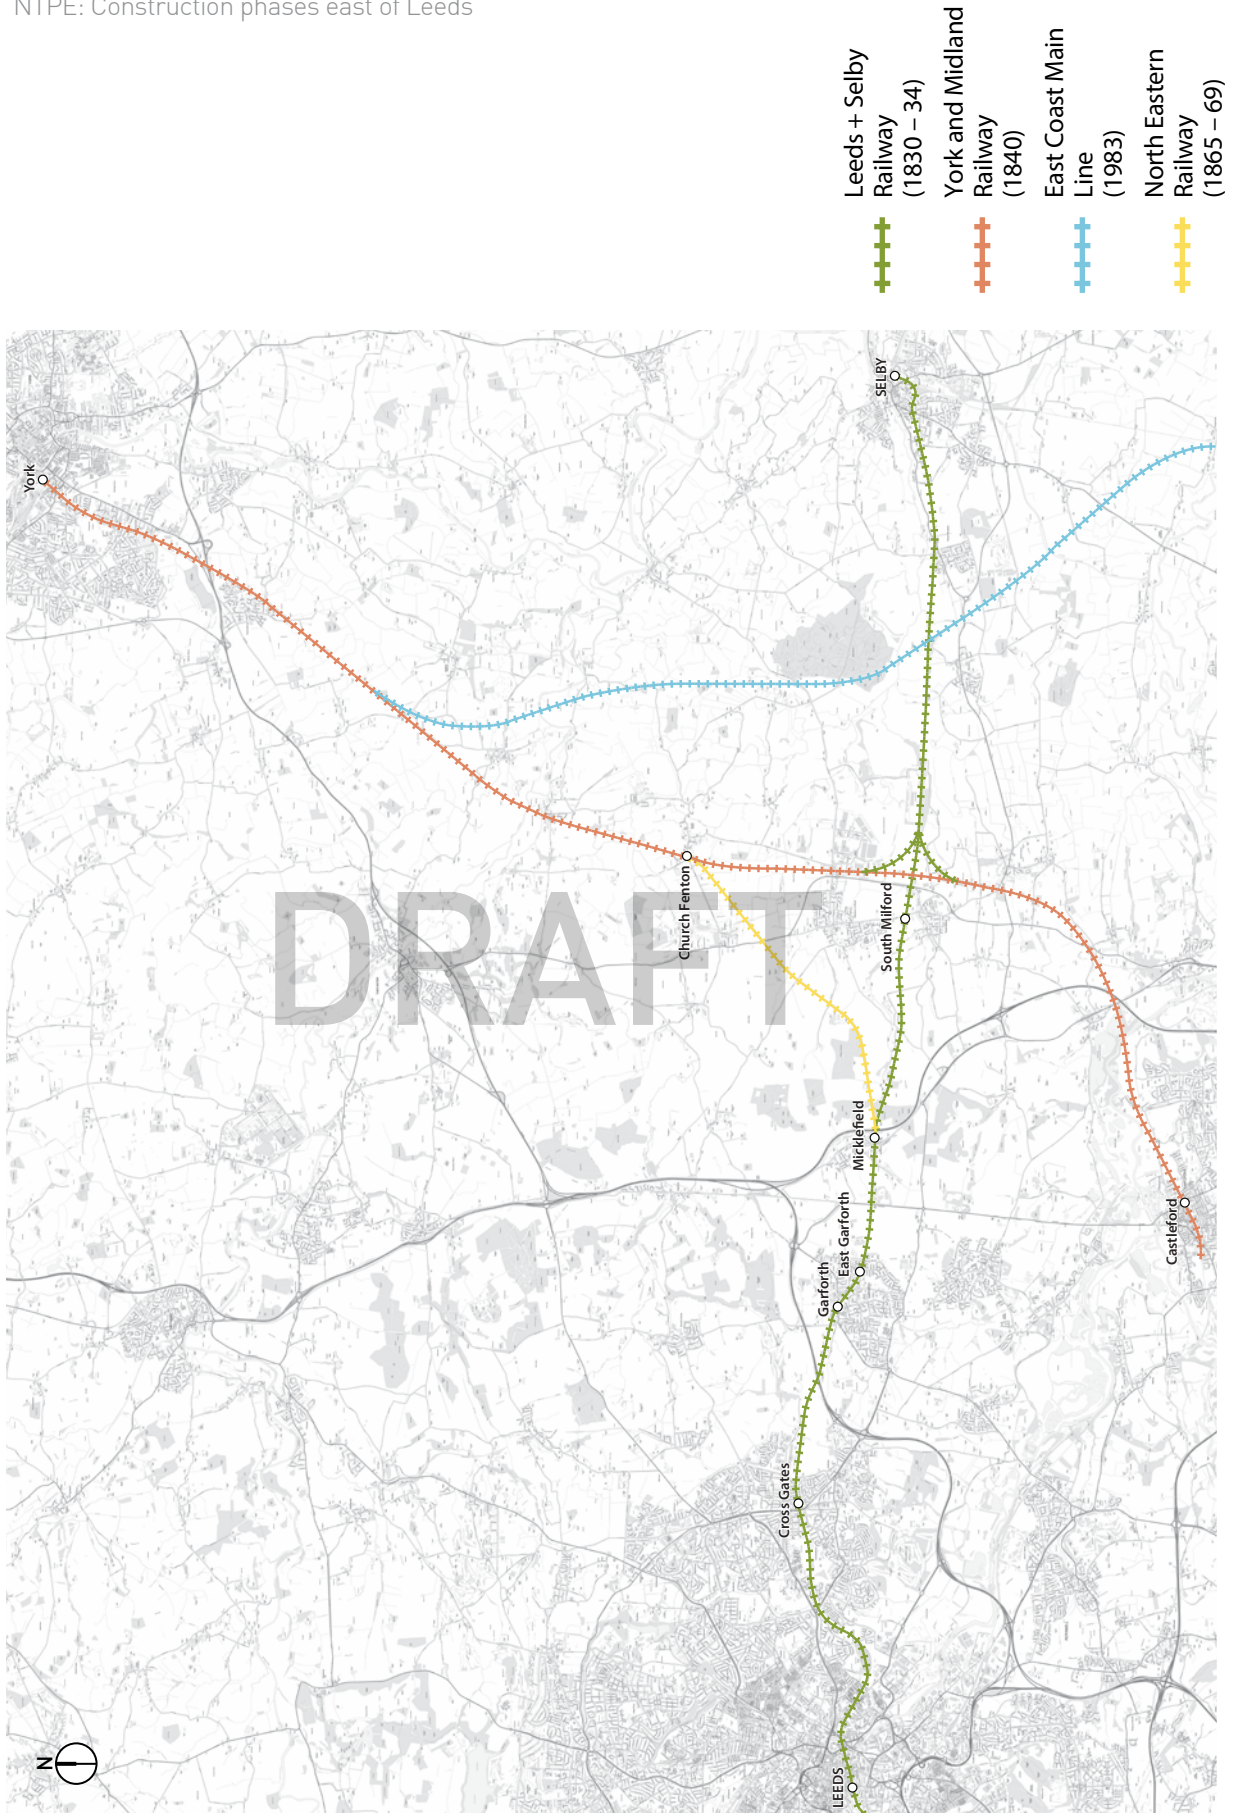 NTPE: Construction phases east of Leeds
Leeds + Selby
Railway
(1830 – 34)
York and Midland
Railway
(1840)
East Coast Main
Line
(1983)
North Eastern
Railway
(1865 – 69)
York
SELBY
Church Fenton
South Milford
Micklefield
East Garforth
Garforth
Castleford
Cross Gates
LEEDS
N
DRAFT